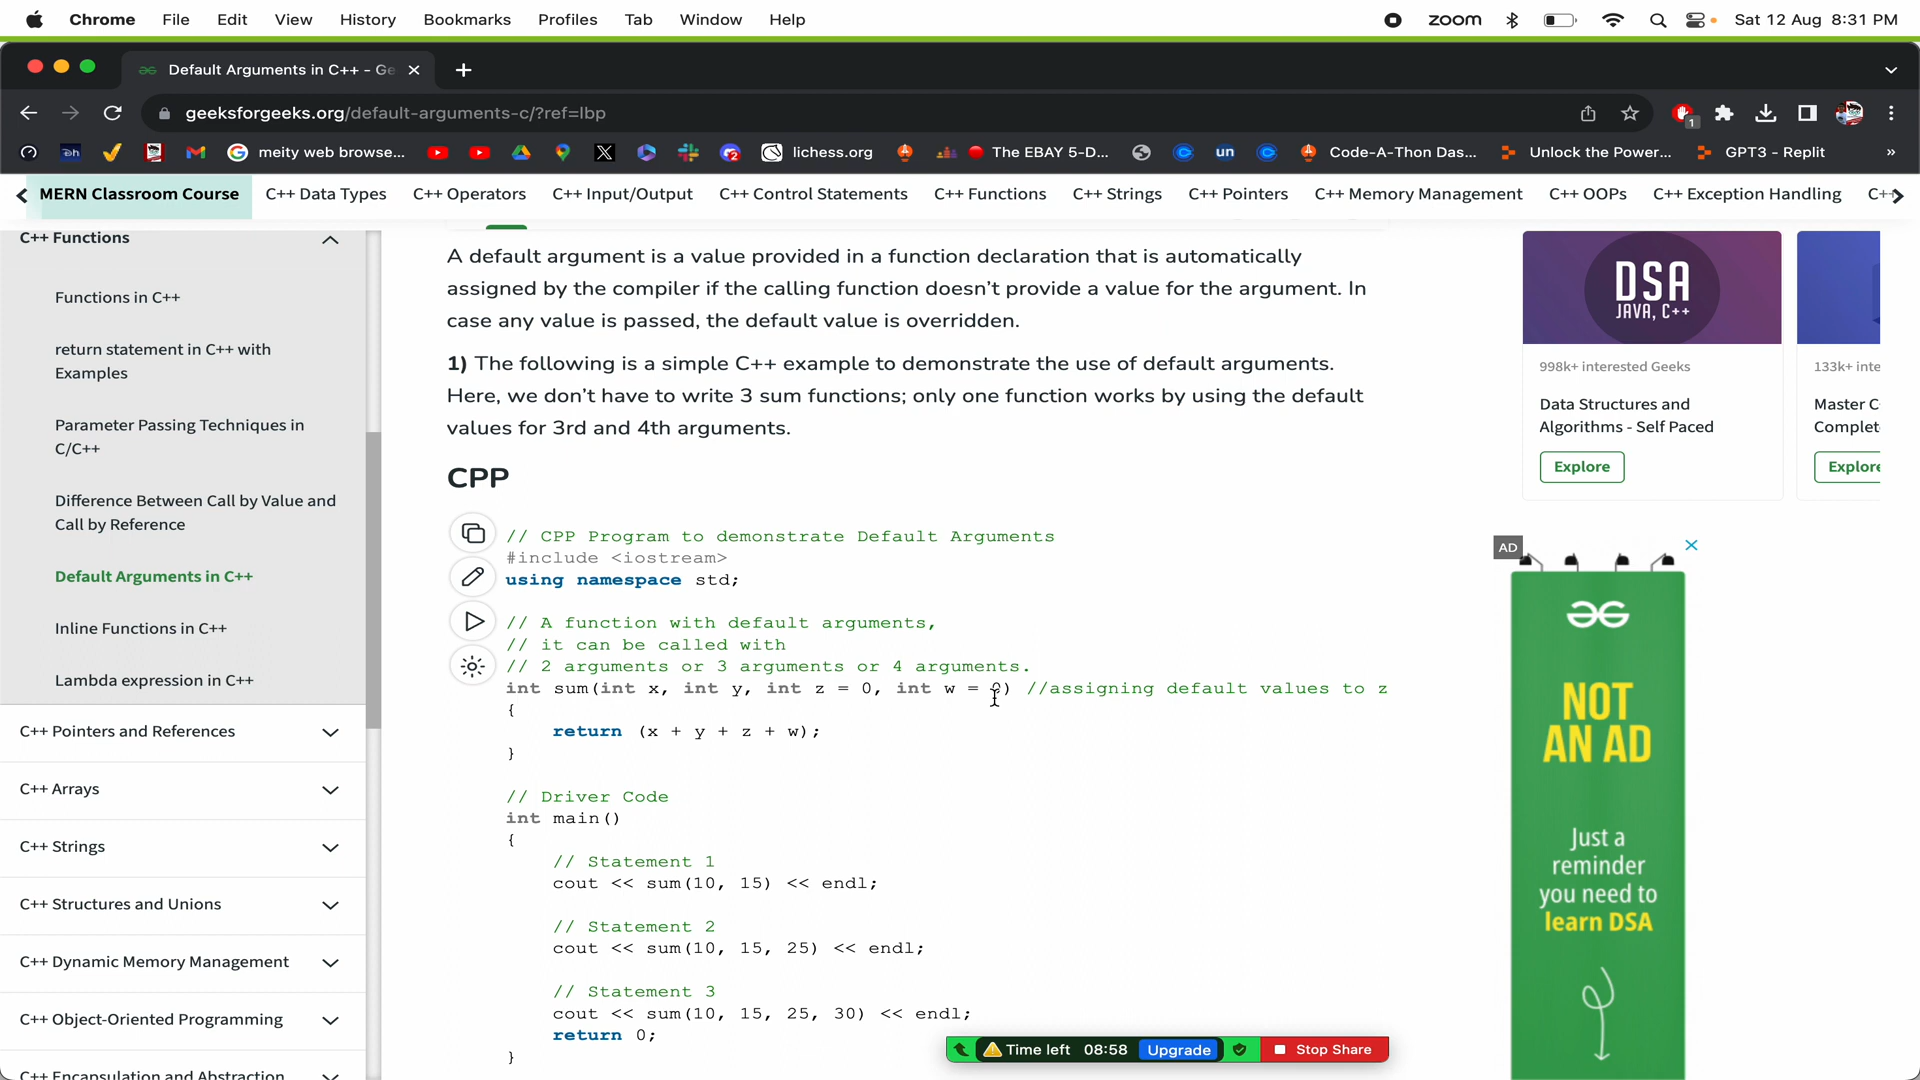 Chrome File Edit View History Bookmarks Profiles Tab Window Help zoom Sat 12 Aug 8:31 PM
Default Arguments in C++ - Ge
geeksforgeeks.org/default-arguments-c/?ref=lbp
1
meity web browse... lichess.org The EBAY 5-D... un Code-A-Thon Das... Unlock the Power... GPT3 - Replit »
MERN Classroom Course C++ Data Types C++ Operators C++ Input/Output C++ Control Statements C++ Functions C++ Strings C++ Pointers C++ Memory Management C++ OOPs C++ Exception Handling
C++ Functions
Functions in C++
return statement in C++ with
Examples
Parameter Passing Techniques in
C/C++
Difference Between Call by Value and
Call by Reference
Default Arguments in C++
Inline Functions in C++
Lambda expression in C++
C++ Pointers and References
C++ Arrays
C++ Strings
C++ Structures and Unions
C++ Dynamic Memory Management
C++ Object-Oriented Programming
C++ Encapsulation and Abstraction
A default argument is a value provided in a function declaration that is automatically
assigned by the compiler if the calling function doesn't provide a value for the argument. In
case any value is passed, the default value is overridden.
1) The following is a simple C++ example to demonstrate the use of default arguments.
Here, we don't have to write 3 sum functions; only one function works by using the default
values for 3rd and 4th arguments.
CPP
// CPP Program to demonstrate Default Arguments
#include <iostream>
using namespace std;
// A function with default arguments,
// it can be called with
// 2 arguments or 3 arguments or 4 arguments.
int sum(int x, int y, int z = 0, int w = 0) //assigning default values to z
{
return (x + y + z + w);
}
// Driver Code
int main()
{
// Statement 1
cout << sum(10, 15) << endl;
// Statement 2
cout << sum(10, 15, 25) << endl;
// Statement 3
cout << sum(10, 15, 25, 30) << endl;
return 0;
}
DSA
JAVA, C++
998k+ interested Geeks
Data Structures and
Algorithms - Self Paced
Explore
133k+ inte
Master C
Complet
Explore
AD
NOT
AN AD
Just a
reminder
you need to
learn DSA
Time left 08:58 Upgrade Stop Share